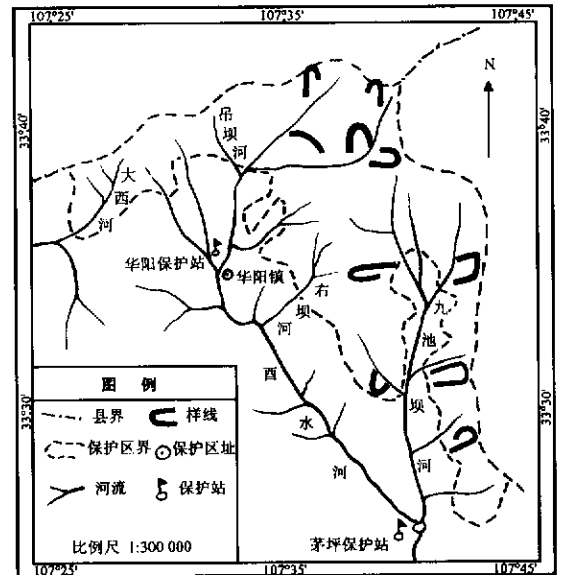 107°25′ 107°35′ 107°45′
N
33°40′ 33°40′
吊坝河
大西河
华阳保护站
华阳镇
右坝河
九池坝河
酉水河
33°30′ 33°30′
图 例
县界 样线
保护区界 保护区址
河流 保护站
比例尺 1:300 000
茅坪保护站
107°25′ 107°35′ 107°45′